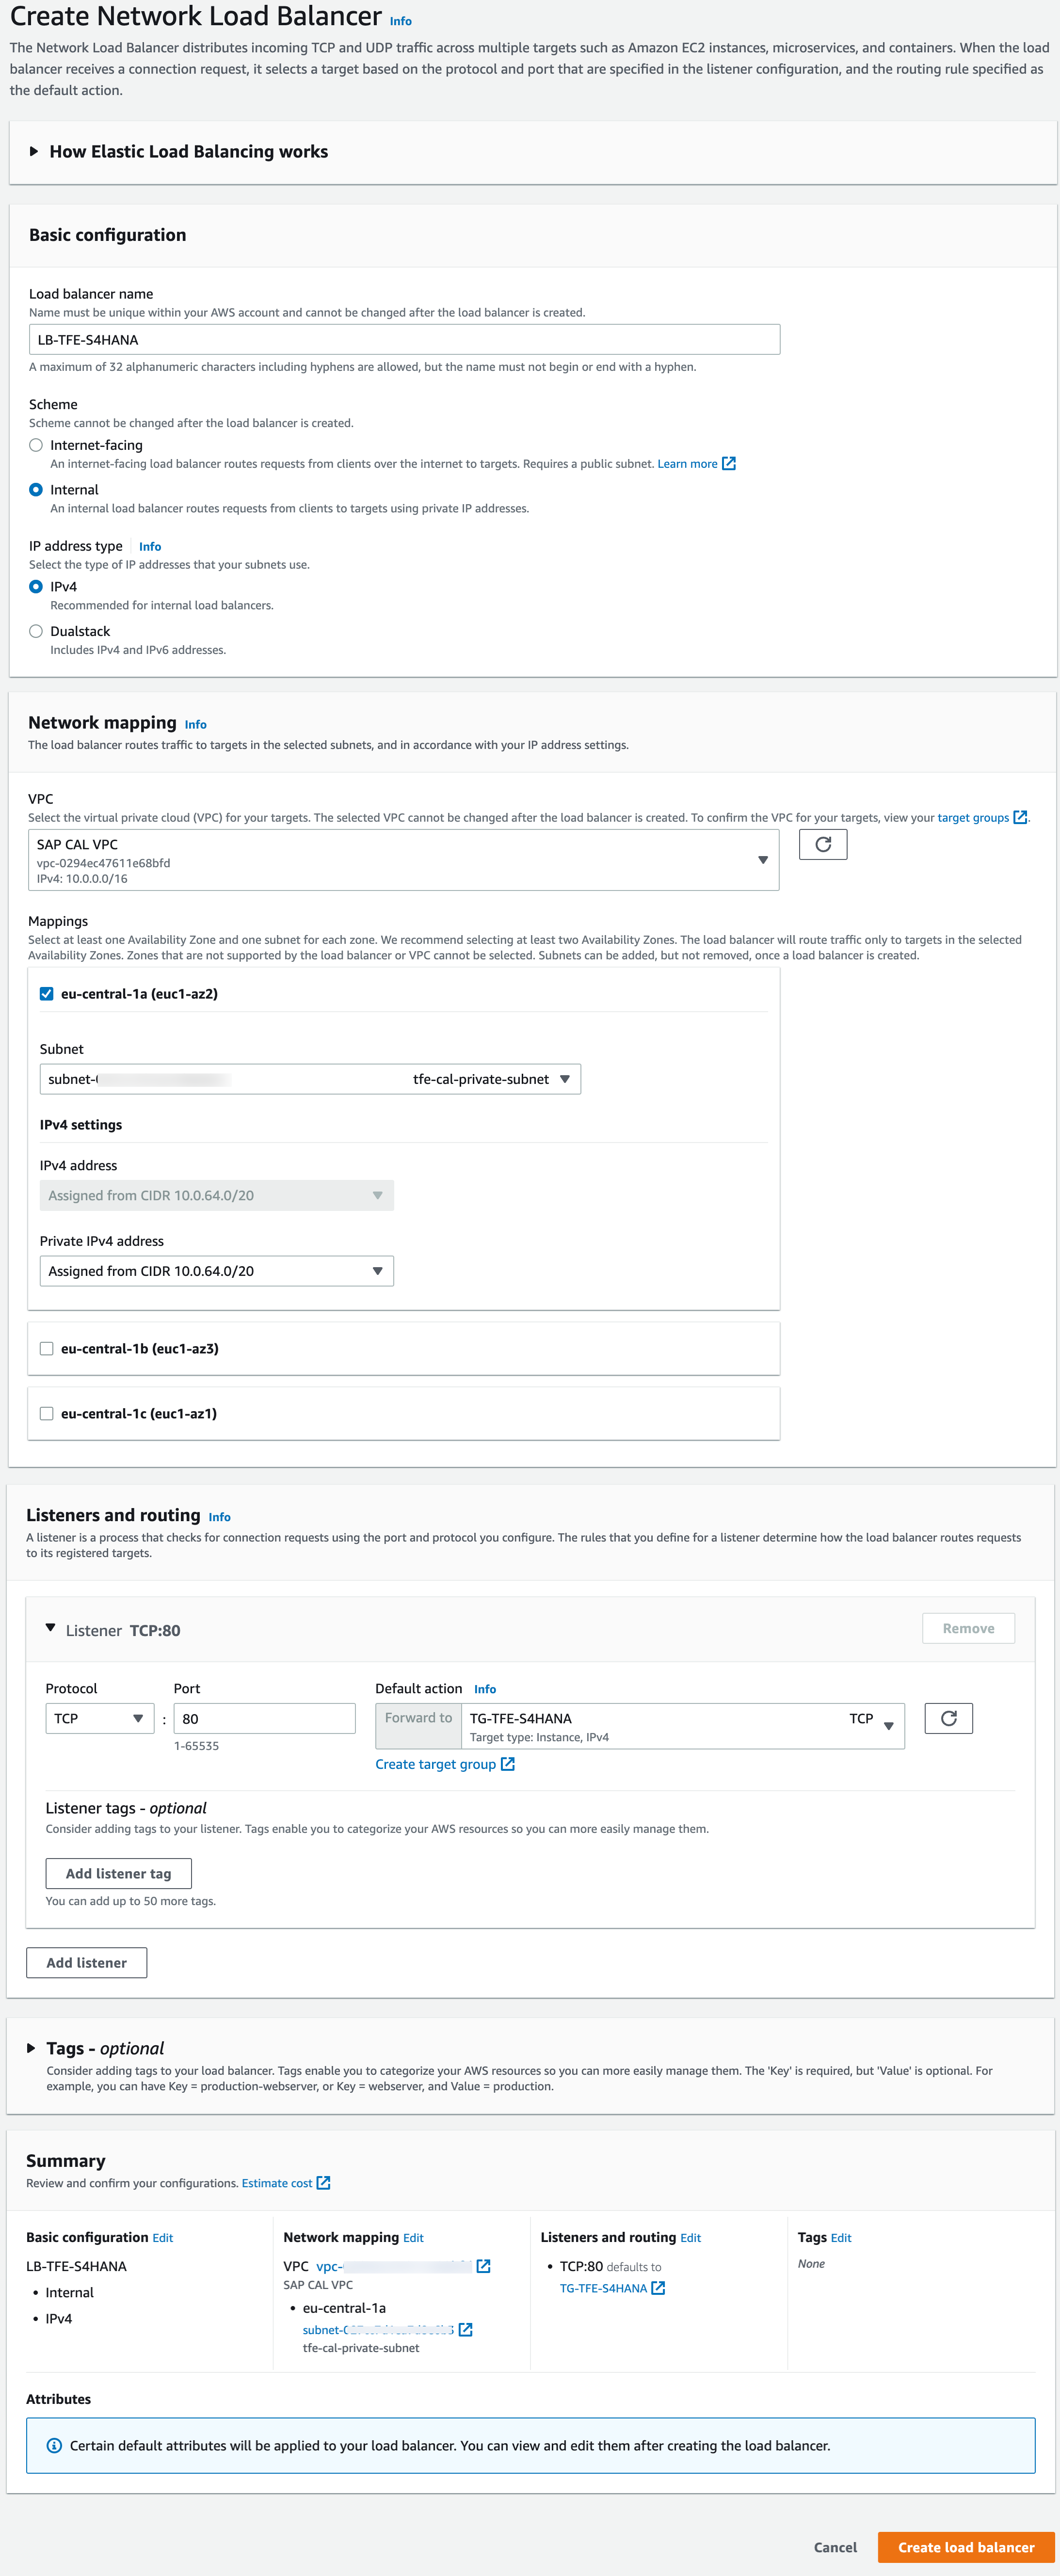 Create Network Load Balancer Info
The Network Load Balancer distributes incoming TCP and UDP traffic across multiple targets such as Amazon EC2 instances, microservices, and containers. When the load
balancer receives a connection request, it selects a target based on the protocol and port that are specified in the listener configuration, and the routing rule specified as
the default action.
How Elastic Load Balancing works
Basic configuration
Load balancer name
Name must be unique within your AWS account and cannot be changed after the load balancer is created.
LB-TFE-S4HANA
A maximum of 32 alphanumeric characters including hyphens are allowed, but the name must not begin or end with a hyphen.
Scheme
Scheme cannot be changed after the load balancer is created.
Internet-facing
An internet-facing load balancer routes requests from clients over the internet to targets. Requires a public subnet. Learn more
Internal
An internal load balancer routes requests from clients to targets using private IP addresses.
IP address type Info
Select the type of IP addresses that your subnets use.
IPv4
Recommended for internal load balancers.
Dualstack
Includes IPv4 and IPv6 addresses.
Network mapping Info
The load balancer routes traffic to targets in the selected subnets, and in accordance with your IP address settings.
VPC
Select the virtual private cloud (VPC) for your targets. The selected VPC cannot be changed after the load balancer is created. To confirm the VPC for your targets, view your target groups.
SAP CAL VPC
vpc-0294ec47611e68bfd
IPv4: 10.0.0.0/16
Mappings
Select at least one Availability Zone and one subnet for each zone. We recommend selecting at least two Availability Zones. The load balancer will route traffic only to targets in the selected
Availability Zones. Zones that are not supported by the load balancer or VPC cannot be selected. Subnets can be added, but not removed, once a load balancer is created.
eu-central-1a (euc1-az2)
Subnet
subnet- tfe-cal-private-subnet
IPv4 settings
IPv4 address
Assigned from CIDR 10.0.64.0/20
Private IPv4 address
Assigned from CIDR 10.0.64.0/20
eu-central-1b (euc1-az3)
eu-central-1c (euc1-az1)
Listeners and routing Info
A listener is a process that checks for connection requests using the port and protocol you configure. The rules that you define for a listener determine how the load balancer routes requests
to its registered targets.
Listener TCP:80 Remove
Protocol Port Default action Info
TCP : 80 Forward to TG-TFE-S4HANA TCP
Target type: Instance, IPv4
1-65535
Create target group
Listener tags - optional
Consider adding tags to your listener. Tags enable you to categorize your AWS resources so you can more easily manage them.
Add listener tag
You can add up to 50 more tags.
Add listener
Tags - optional
Consider adding tags to your load balancer. Tags enable you to categorize your AWS resources so you can more easily manage them. The 'Key' is required, but 'Value' is optional. For
example, you can have Key = production-webserver, or Key = webserver, and Value = production.
Summary
Review and confirm your configurations. Estimate cost
Basic configuration Edit
LB-TFE-S4HANA
• Internal
• IPv4
Network mapping Edit
VPC vpc-
SAP CAL VPC
• eu-central-1a
subnet-
tfe-cal-private-subnet
Listeners and routing Edit
• TCP:80 defaults to
TG-TFE-S4HANA
Tags Edit
None
Attributes
Certain default attributes will be applied to your load balancer. You can view and edit them after creating the load balancer.
Cancel Create load balancer